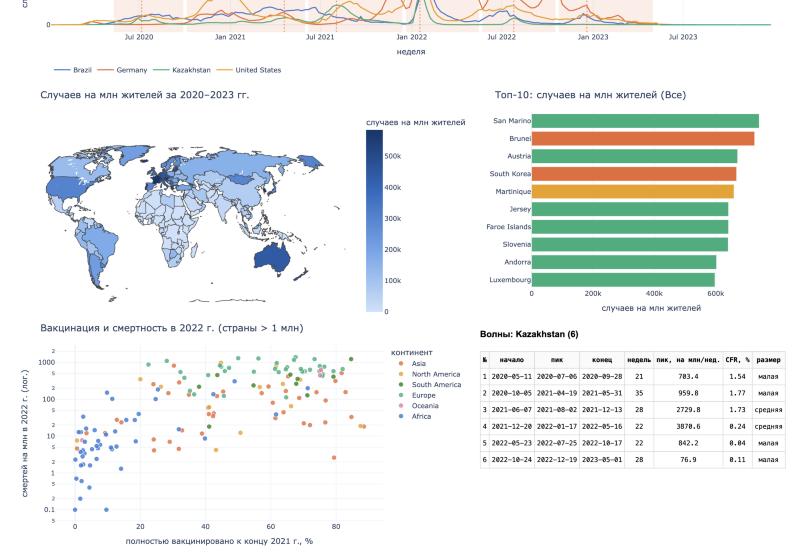 0
Jul 2020
Jan 2021
Jul 2021
Jan 2022
Jul 2022
Jan 2023
Jul 2023
неделя
Brazil
Germany
Kazakhstan
United States
Случаев на млн жителей за 2020–2023 гг.
случаев на млн жителей
500k
400k
300k
200k
100k
0
Топ-10: случаев на млн жителей (Все)
San Marino
Brunei
Austria
South Korea
Martinique
Jersey
Faroe Islands
Slovenia
Andorra
Luxembourg
0
200k
400k
600k
случаев на млн жителей
Вакцинация и смертность в 2022 г. (страны > 1 млн)
смертей на млн в 2022 г. (лог.)
2
1000
5
2
100
5
2
10
5
2
1
5
2
0.1
5
0
20
40
60
80
полностью вакцинировано к концу 2021 г., %
континент
Asia
North America
South America
Europe
Oceania
Africa
Волны: Kazakhstan (6)
№ начало пик конец недель пик, на млн/нед. CFR, % размер
1 2020-05-11 2020-07-06 2020-09-28 21 703.4 1.54 малая
2 2020-10-05 2021-04-19 2021-05-31 35 959.8 1.77 малая
3 2021-06-07 2021-08-02 2021-12-13 28 2729.8 1.73 средняя
4 2021-12-20 2022-01-17 2022-05-16 22 3870.6 0.24 средняя
5 2022-05-23 2022-07-25 2022-10-17 22 842.2 0.04 малая
6 2022-10-24 2022-12-19 2023-05-01 28 76.9 0.11 малая